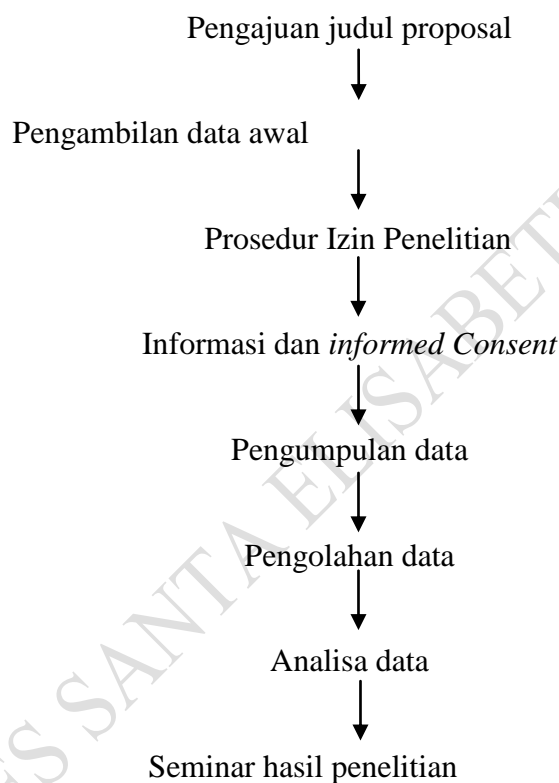 Pengajuan judul proposal
Pengambilan data awal
Prosedur Izin Penelitian
Informasi dan informed Consent
Pengumpulan data
Pengolahan data
Analisa data
Seminar hasil penelitian
SANTA